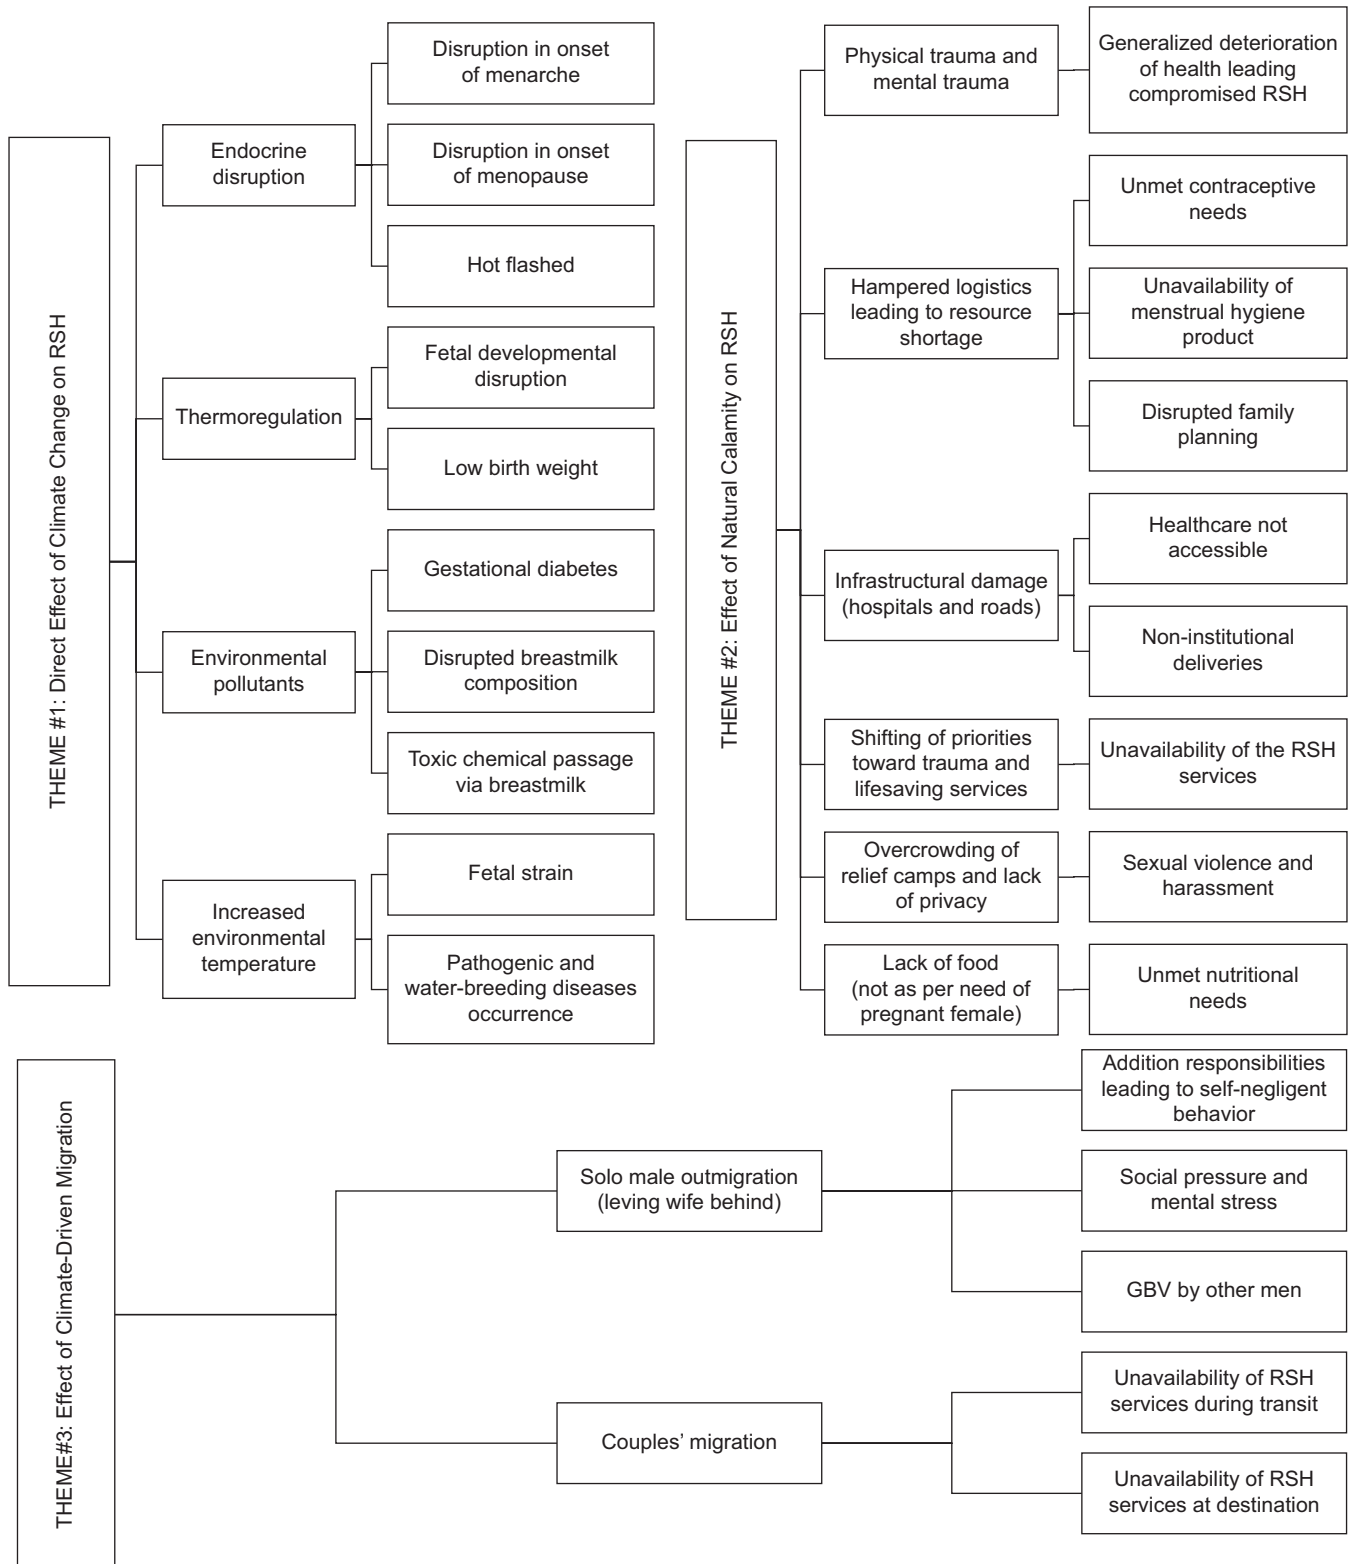 THEME #1: Direct Effect of Climate Change on RSH
Endocrine
disruption
Disruption in onset
of menarche
Disruption in onset
of menopause
Hot flashed
Thermoregulation
Fetal developmental
disruption
Low birth weight
Environmental
pollutants
Gestational diabetes
Disrupted breastmilk
composition
Toxic chemical passage
via breastmilk
Increased
environmental
temperature
Fetal strain
Pathogenic and
water-breeding diseases
occurrence
THEME #2: Effect of Natural Calamity on RSH
Physical trauma and
mental trauma
Generalized deterioration
of health leading
compromised RSH
Hampered logistics
leading to resource
shortage
Unmet contraceptive
needs
Unavailability of
menstrual hygiene
product
Disrupted family
planning
Infrastructural damage
(hospitals and roads)
Healthcare not
accessible
Non-institutional
deliveries
Shifting of priorities
toward trauma and
lifesaving services
Unavailability of the RSH
services
Overcrowding of
relief camps and lack
of privacy
Sexual violence and
harassment
Lack of food
(not as per need of
pregnant female)
Unmet nutritional
needs
THEME#3: Effect of Climate-Driven Migration
Solo male outmigration
(leving wife behind)
Addition responsibilities
leading to self-negligent
behavior
Social pressure and
mental stress
GBV by other men
Couples’ migration
Unavailability of RSH
services during transit
Unavailability of RSH
services at destination